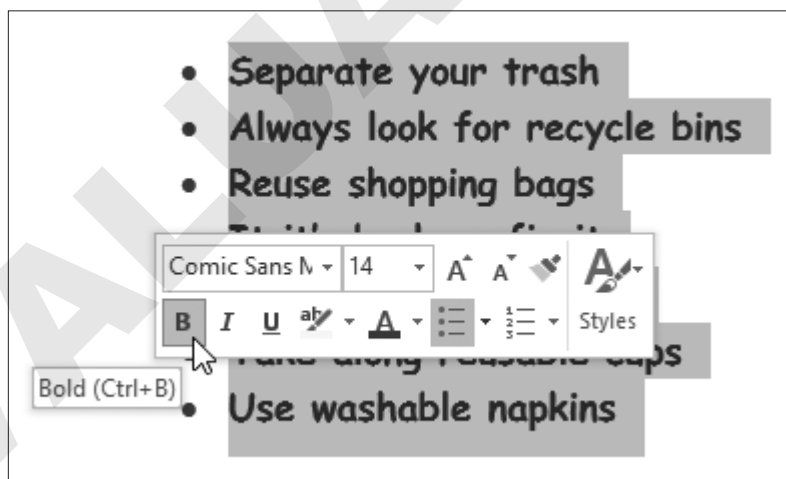 Separate your trash
Always look for recycle bins
Reuse shopping bags
Comic Sans M 14
B I U Styles
Take along reusable cups
Bold (Ctrl+B)
Use washable napkins